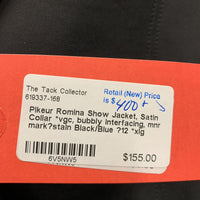 The Tack Collector
619337-168
Retail (New) Price
is $400+
Pikeur Romina Show Jacket, Satin
Collar *vgc, bubbly interfacing, mnr
mark?stain Black/Blue ?12 *xlg
6V5NW5
$155.00